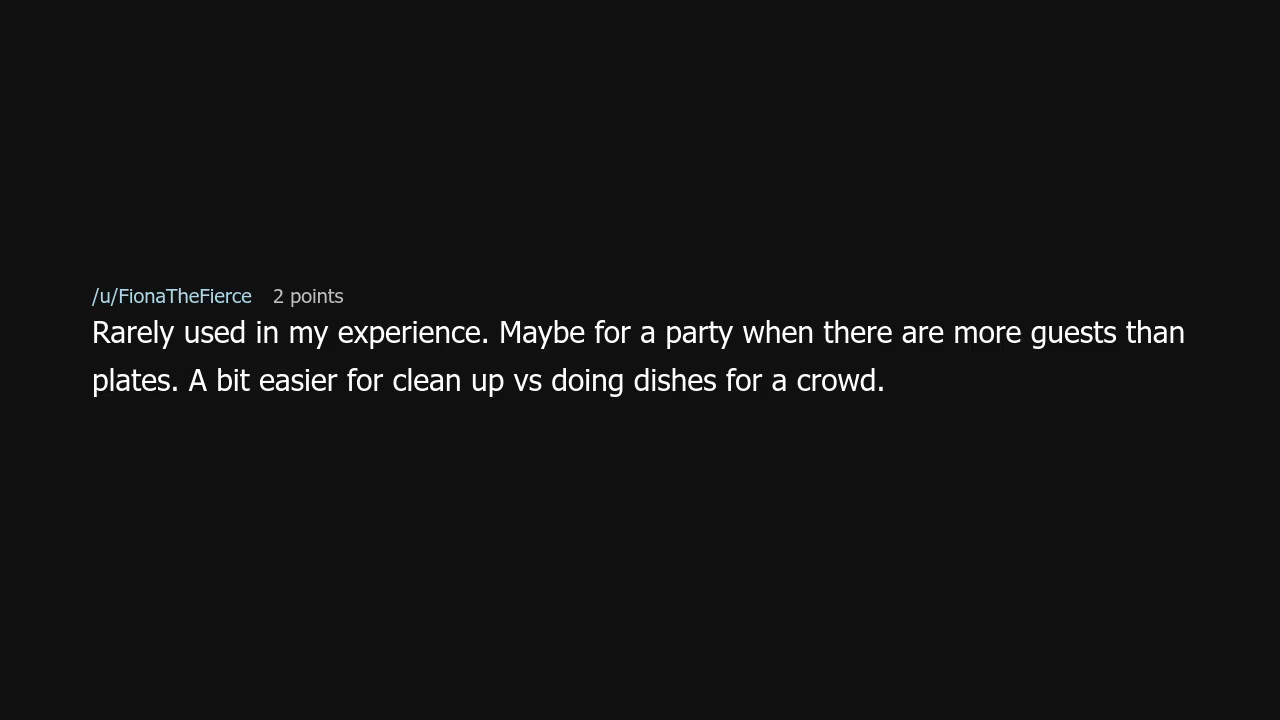 /u/FionaTheFierce 2 points
Rarely used in my experience. Maybe for a party when there are more guests than
plates. A bit easier for clean up vs doing dishes for a crowd.